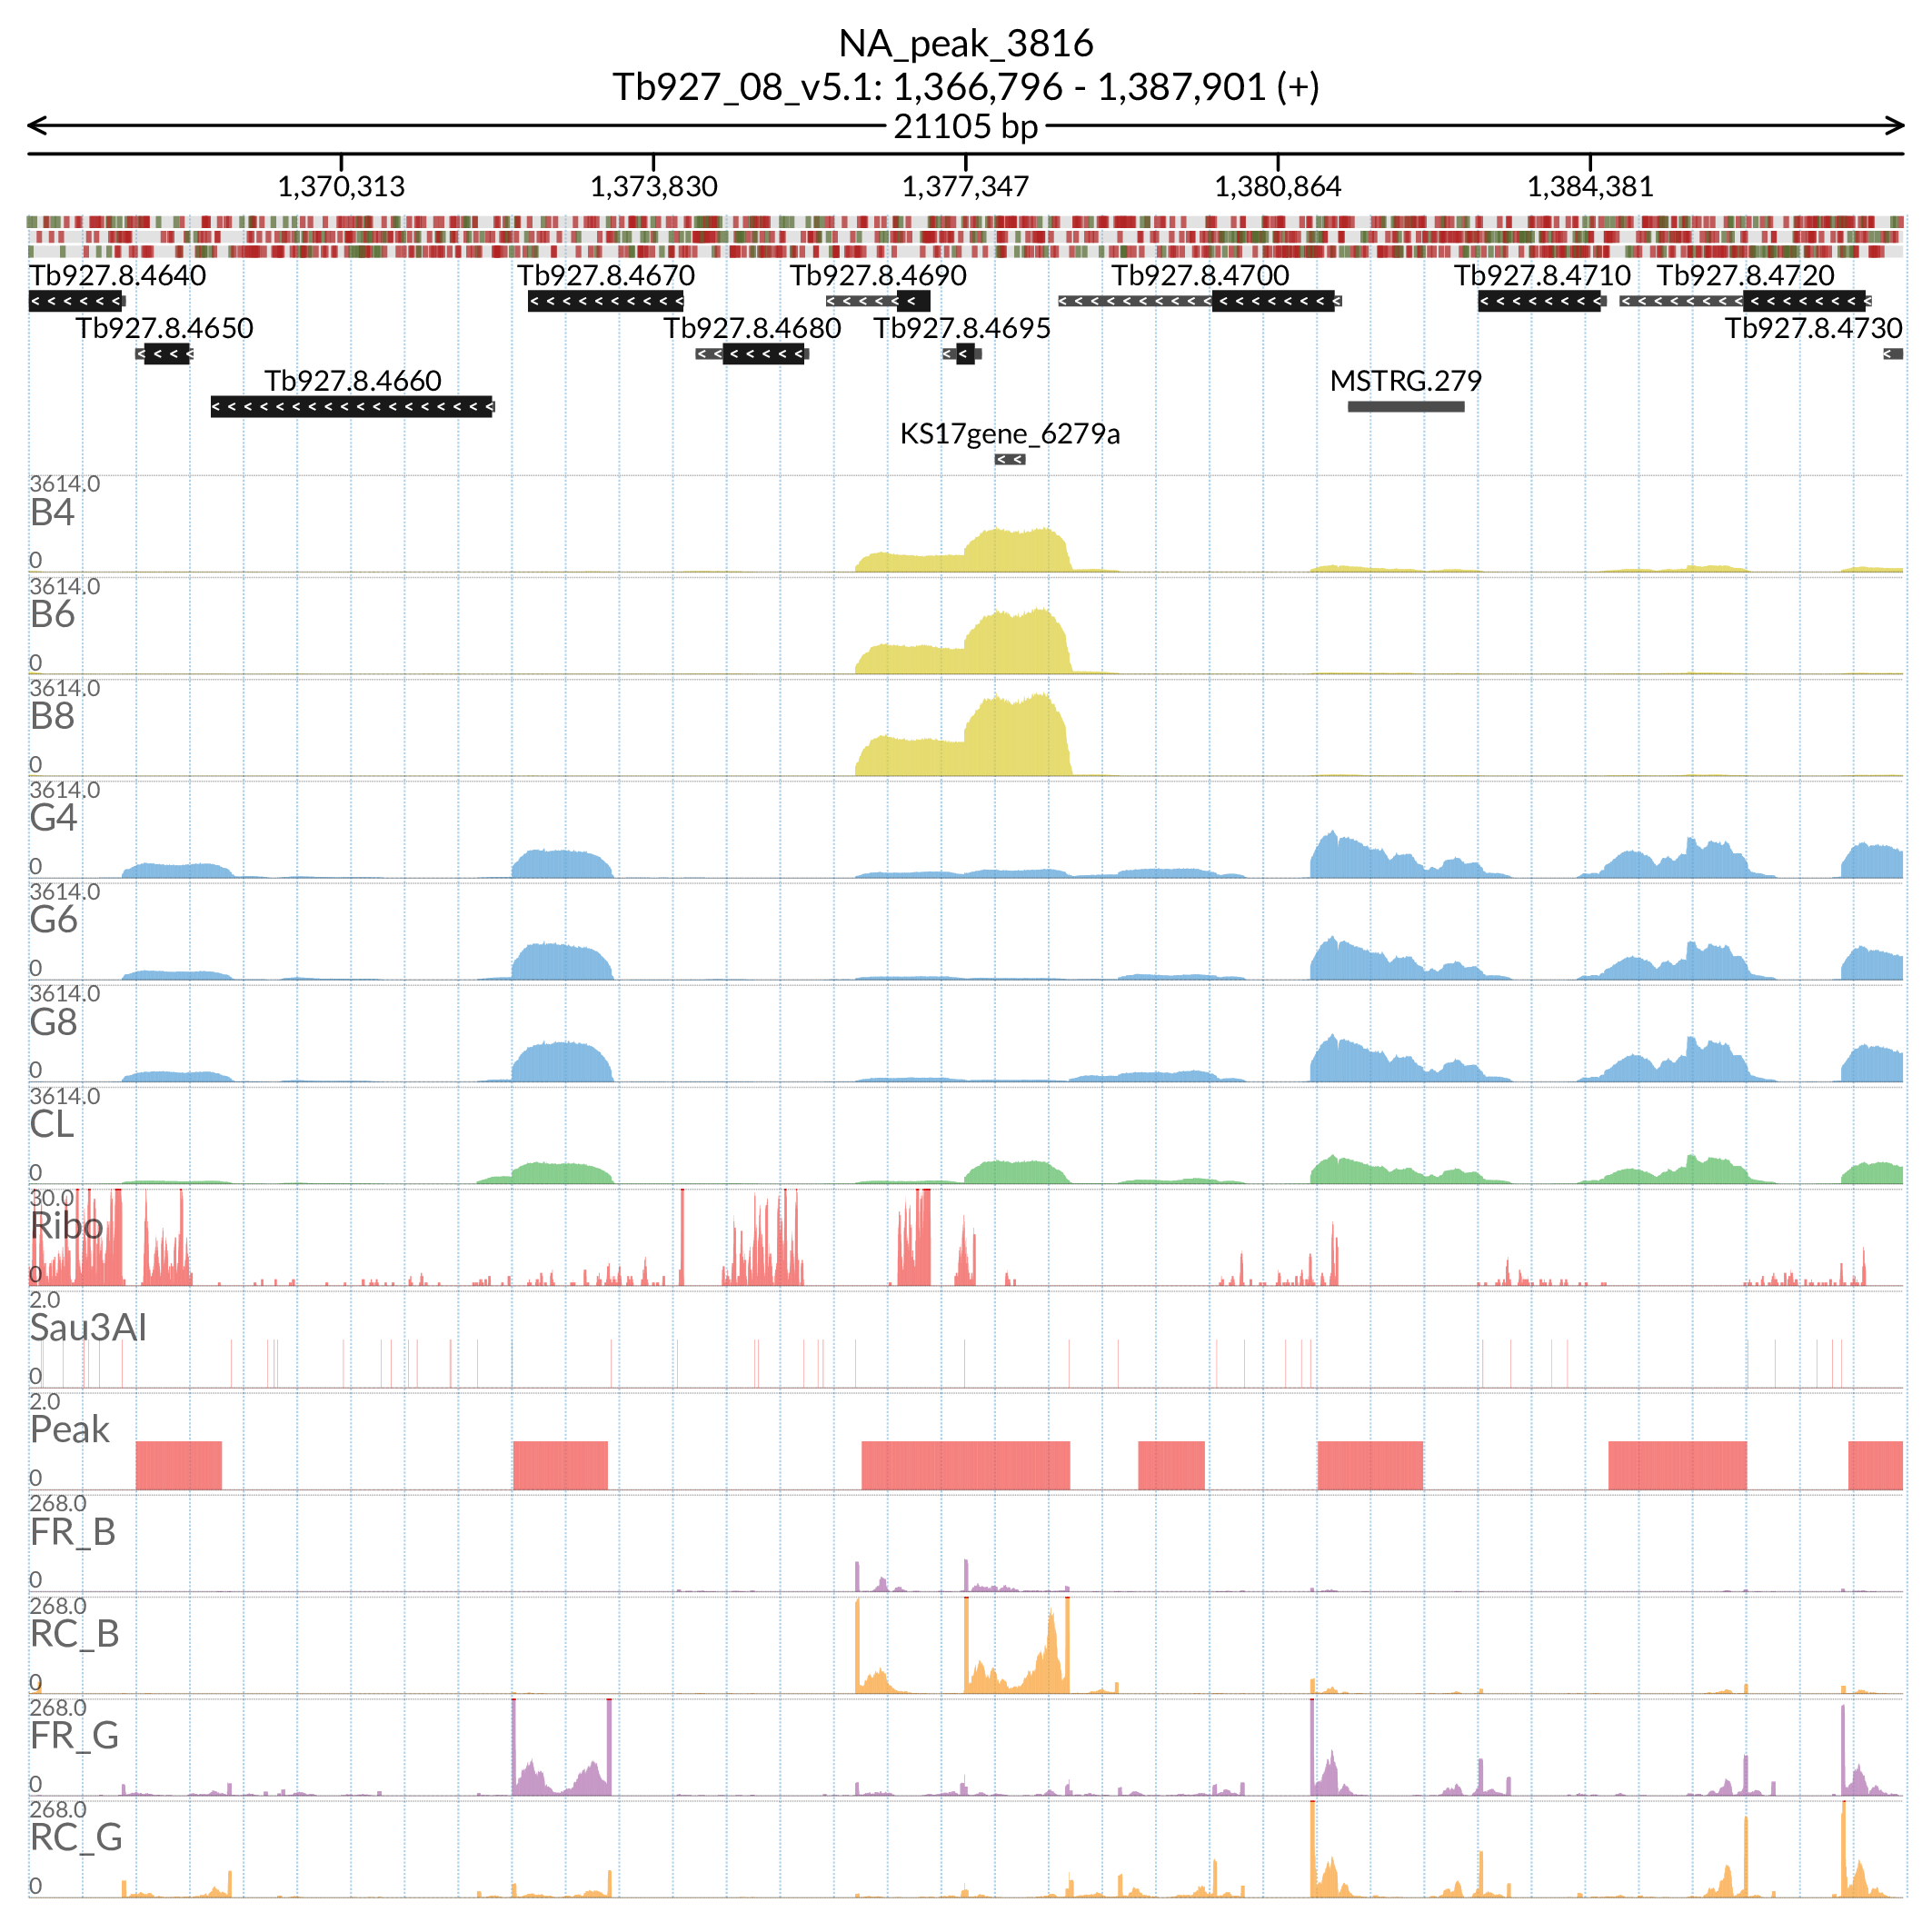 NA_peak_3816
Tb927_08_v5.1: 1,366,796 - 1,387,901 (+)
21105 bp
1,370,313 1,373,830 1,377,347 1,380,864 1,384,381
Tb927.8.4640 Tb927.8.4670 Tb927.8.4690 Tb927.8.4700 Tb927.8.4710 Tb927.8.4720
Tb927.8.4650 Tb927.8.4680 Tb927.8.4695 Tb927.8.4730
Tb927.8.4660 MSTRG.279
KS17gene_6279a
3614.0
B4
0
3614.0
B6
0
3614.0
B8
0
3614.0
G4
0
3614.0
G6
0
3614.0
G8
0
3614.0
CL
0
30.0
Ribo
0
2.0
Sau3AI
0
2.0
Peak
0
268.0
FR_B
0
268.0
RC_B
0
268.0
FR_G
0
268.0
RC_G
0